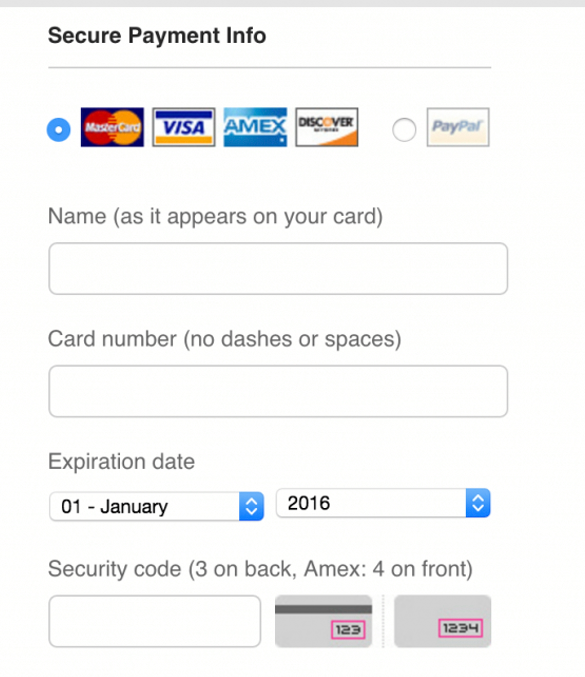 Secure Payment Info
MasterCard VISA AMEX DISCOVER PayPal
Name (as it appears on your card)
Card number (no dashes or spaces)
Expiration date
01 - January 2016
Security code (3 on back, Amex: 4 on front)
123 1234